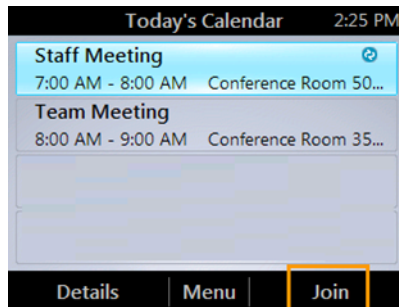 Today's Calendar 2:25 PM
Staff Meeting
7:00 AM - 8:00 AM Conference Room 50...
Team Meeting
8:00 AM - 9:00 AM Conference Room 35...
Details Menu Join